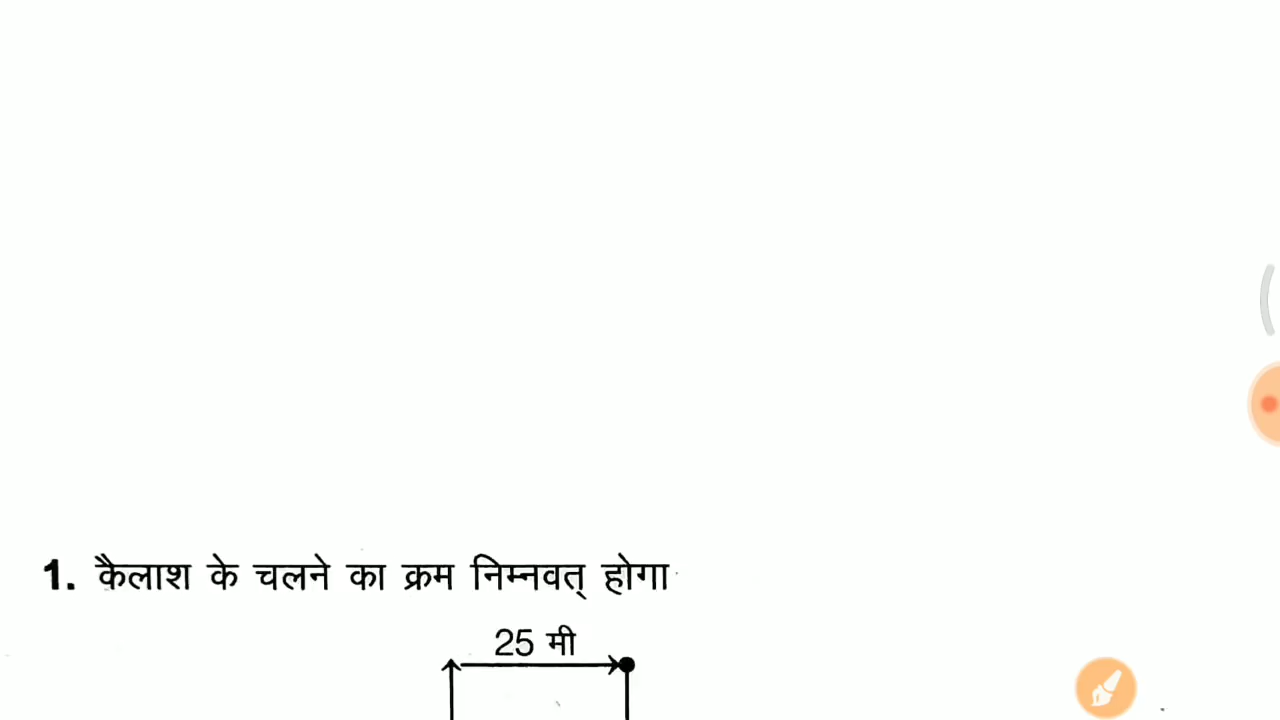 1. कैलाश के चलने का क्रम निम्नवत् होगा
25 मी